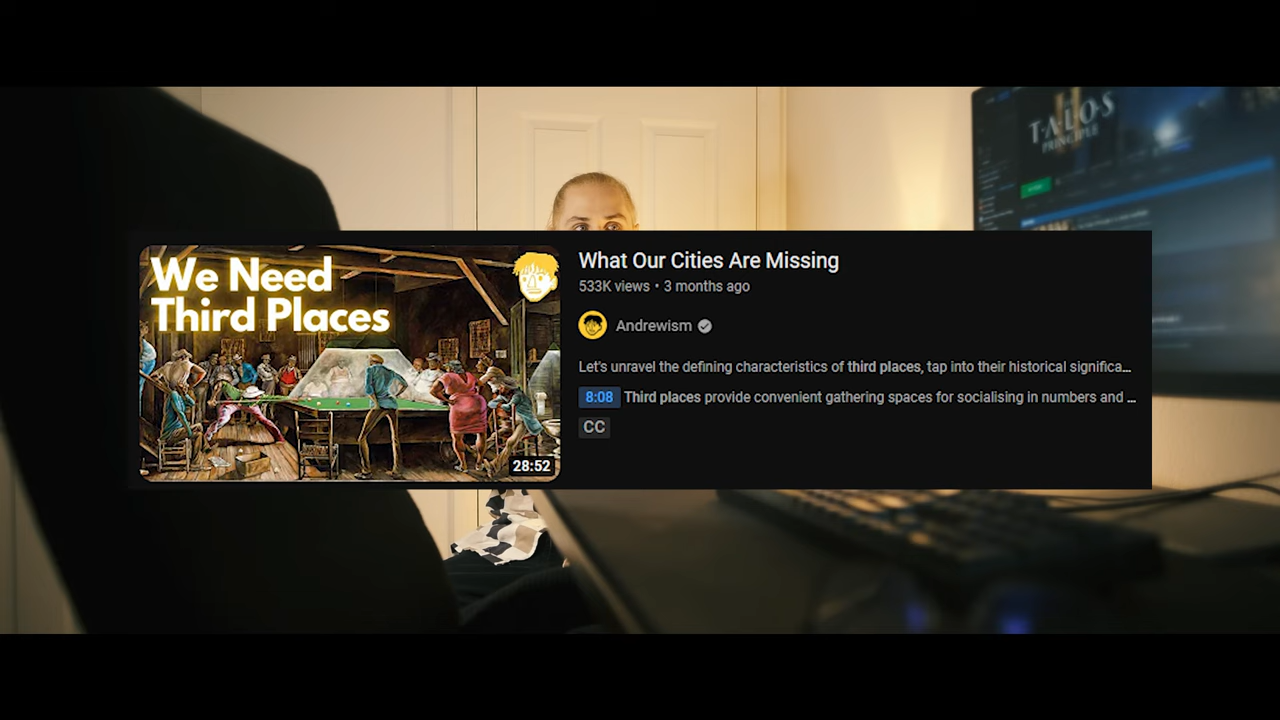 TALOS
PRINCIPLE
We Need
Third Places
28:52
What Our Cities Are Missing
533K views • 3 months ago
Andrewism
Let's unravel the defining characteristics of third places, tap into their historical significa...
8:08 Third places provide convenient gathering spaces for socialising in numbers and ...
CC